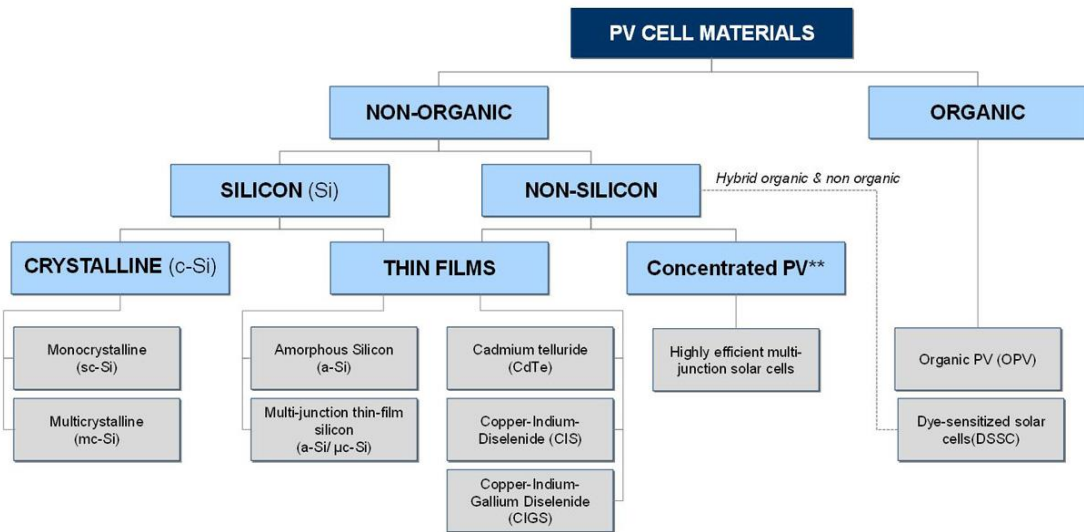 PV CELL MATERIALS
NON-ORGANIC
ORGANIC
SILICON (Si)
NON-SILICON
Hybrid organic & non organic
CRYSTALLINE (c-Si)
THIN FILMS
Concentrated PV**
Monocrystalline
(sc-Si)
Multicrystalline
(mc-Si)
Amorphous Silicon
(a-Si)
Multi-junction thin-film
silicon
(a-Si/ µc-Si)
Cadmium telluride
(CdTe)
Copper-Indium-
Diselenide (CIS)
Copper-Indium-
Gallium Diselenide
(CIGS)
Highly efficient multi-
junction solar cells
Organic PV (OPV)
Dye-sensitized solar
cells(DSSC)